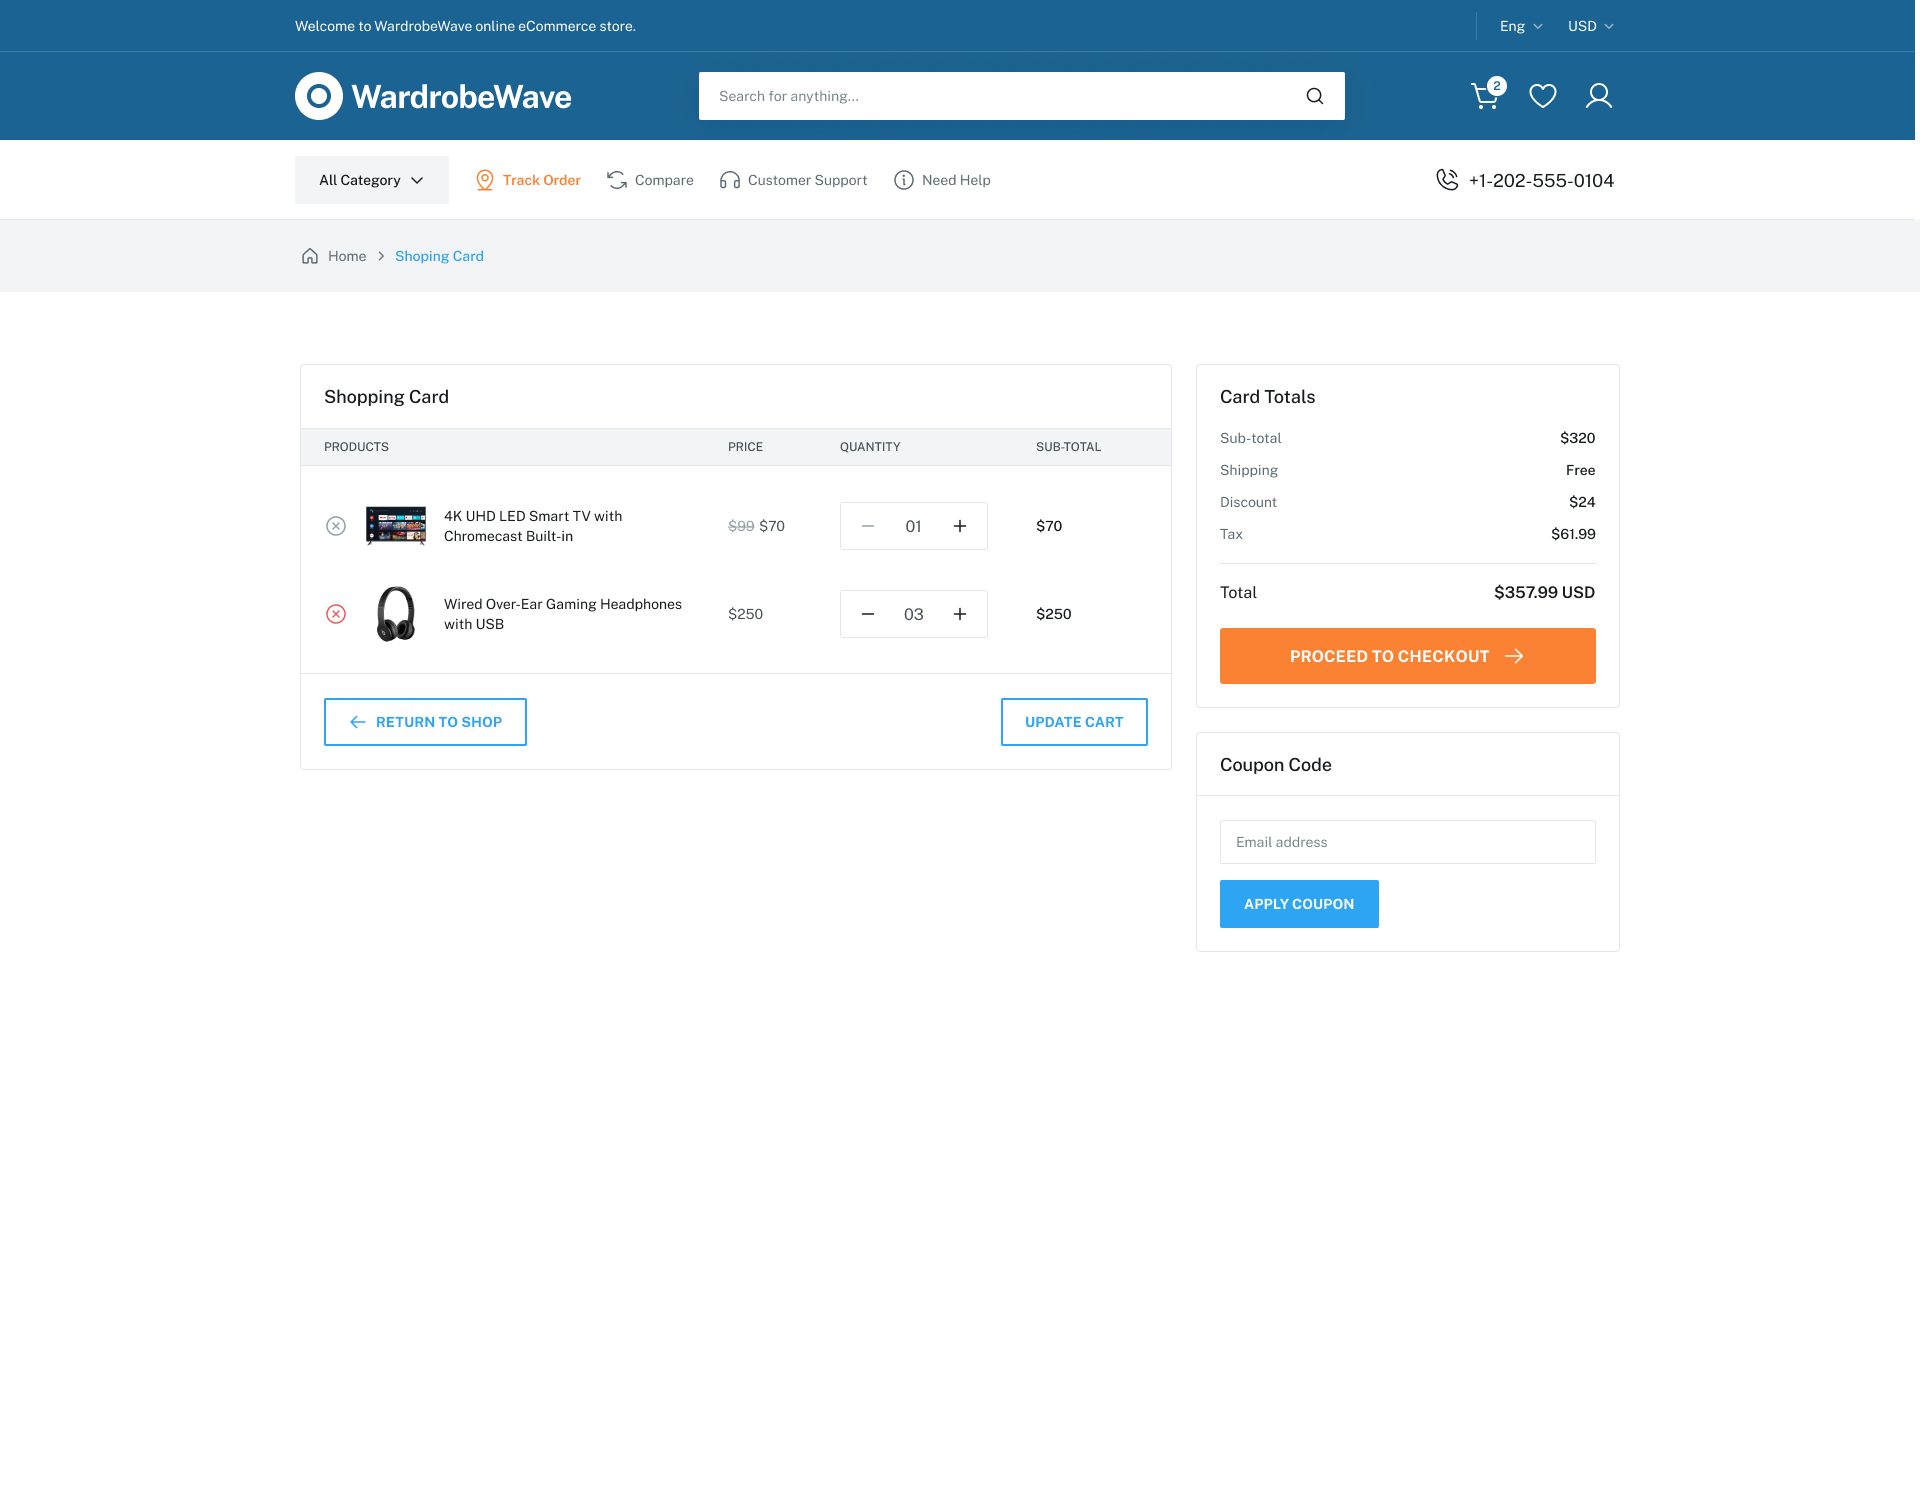 Welcome to WardrobeWave online eCommerce store.
Eng
USD
WardrobeWave
Search for anything...
2
All Category
Track Order
Compare
Customer Support
Need Help
+1-202-555-0104
Home
Shoping Card
Shopping Card
PRODUCTS
PRICE
QUANTITY
SUB-TOTAL
4K UHD LED Smart TV with
Chromecast Built-in
$99 $70
01
$70
Wired Over-Ear Gaming Headphones
with USB
$250
03
$250
RETURN TO SHOP
UPDATE CART
Card Totals
Sub-total
$320
Shipping
Free
Discount
$24
Tax
$61.99
Total
$357.99 USD
PROCEED TO CHECKOUT
Coupon Code
Email address
APPLY COUPON